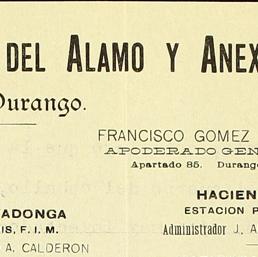 DEL ALAMO Y ANEX
Durango.
FRANCISCO GOMEZ
APODERADO GEN
Apartado 85. Durang
HACIEN
ESTACION P
Administrador J. A
ADONGA
IS, F. I. M.
A. CALDERON